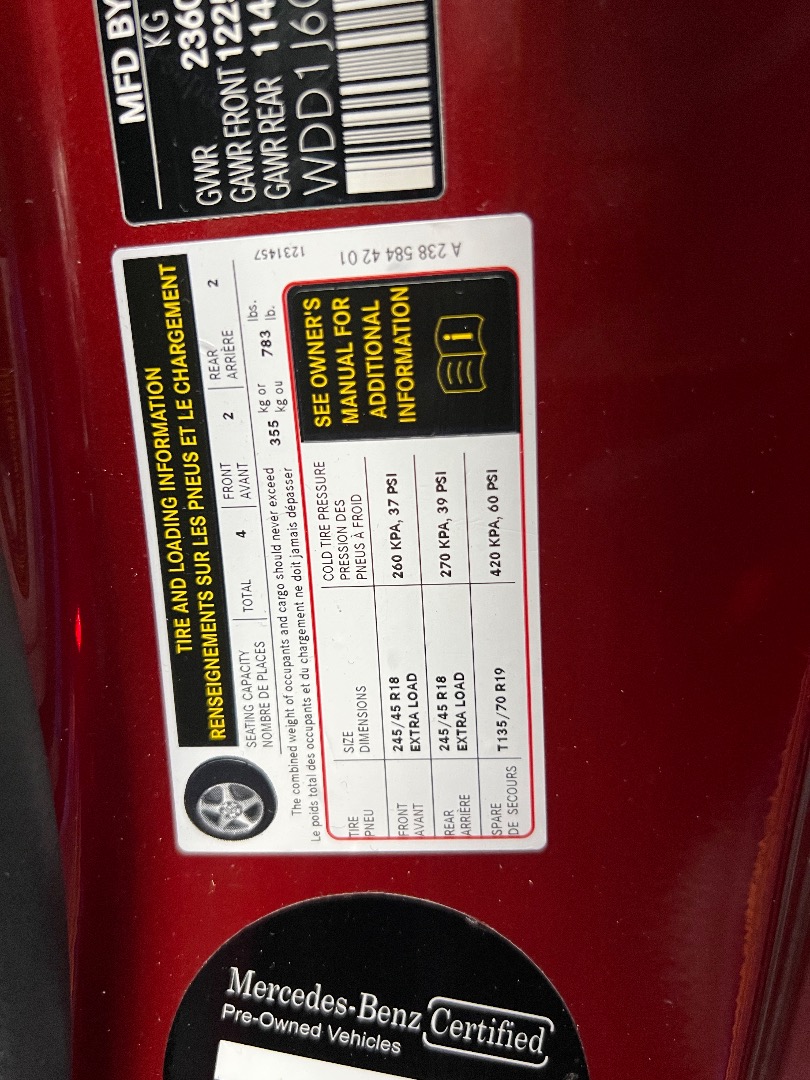 MFD BY
KG
GVWR 2360
GAWR FRONT 1225
GAWR REAR 114
WDD1J6
TIRE AND LOADING INFORMATION
RENSEIGNEMENTS SUR LES PNEUS ET LE CHARGEMENT
SEATING CAPACITY TOTAL 4 FRONT 2 REAR 2
NOMBRE DE PLACES AVANT ARRIÈRE
The combined weight of occupants and cargo should never exceed 355 kg or 783 lbs.
Le poids total des occupants et du chargement ne doit jamais dépasser kg ou lb.
TIRE SIZE COLD TIRE PRESSURE
PNEU DIMENSIONS PRESSION DES
PNEUS À FROID
FRONT 245/45 R18 260 KPA, 37 PSI
AVANT EXTRA LOAD
REAR 245/45 R18 270 KPA, 39 PSI
ARRIÈRE EXTRA LOAD
SPARE T135/70 R19 420 KPA, 60 PSI
DE SECOURS
SEE OWNER'S
MANUAL FOR
ADDITIONAL
INFORMATION
1231457
A 238 584 42 01
Mercedes-Benz Certified
Pre-Owned Vehicles